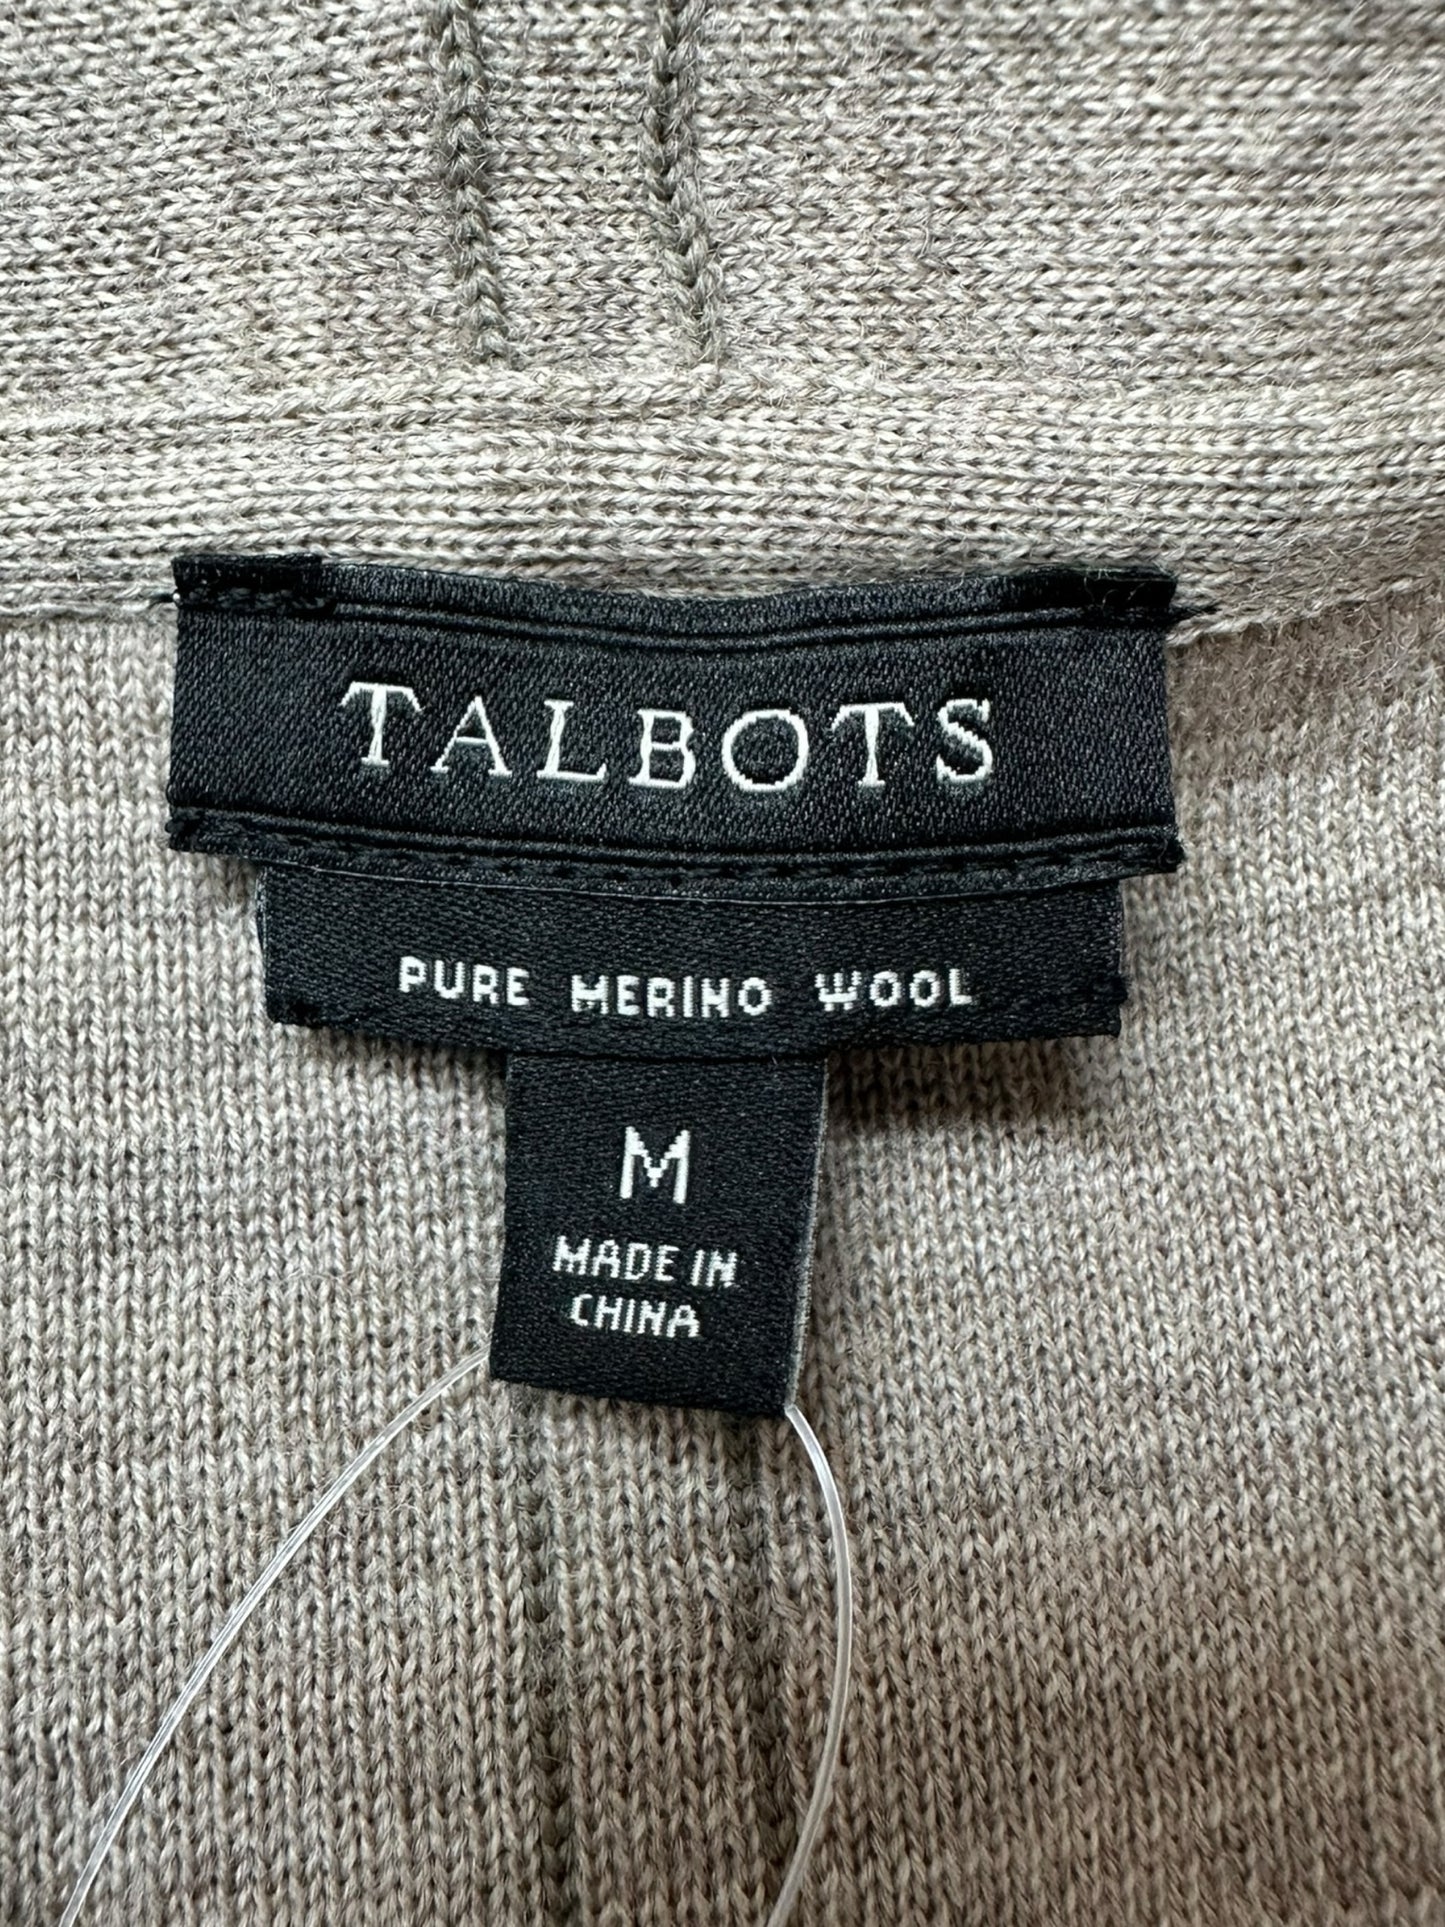 TALBOTS
PURE MERINO WOOL
M
MADE IN
CHINA